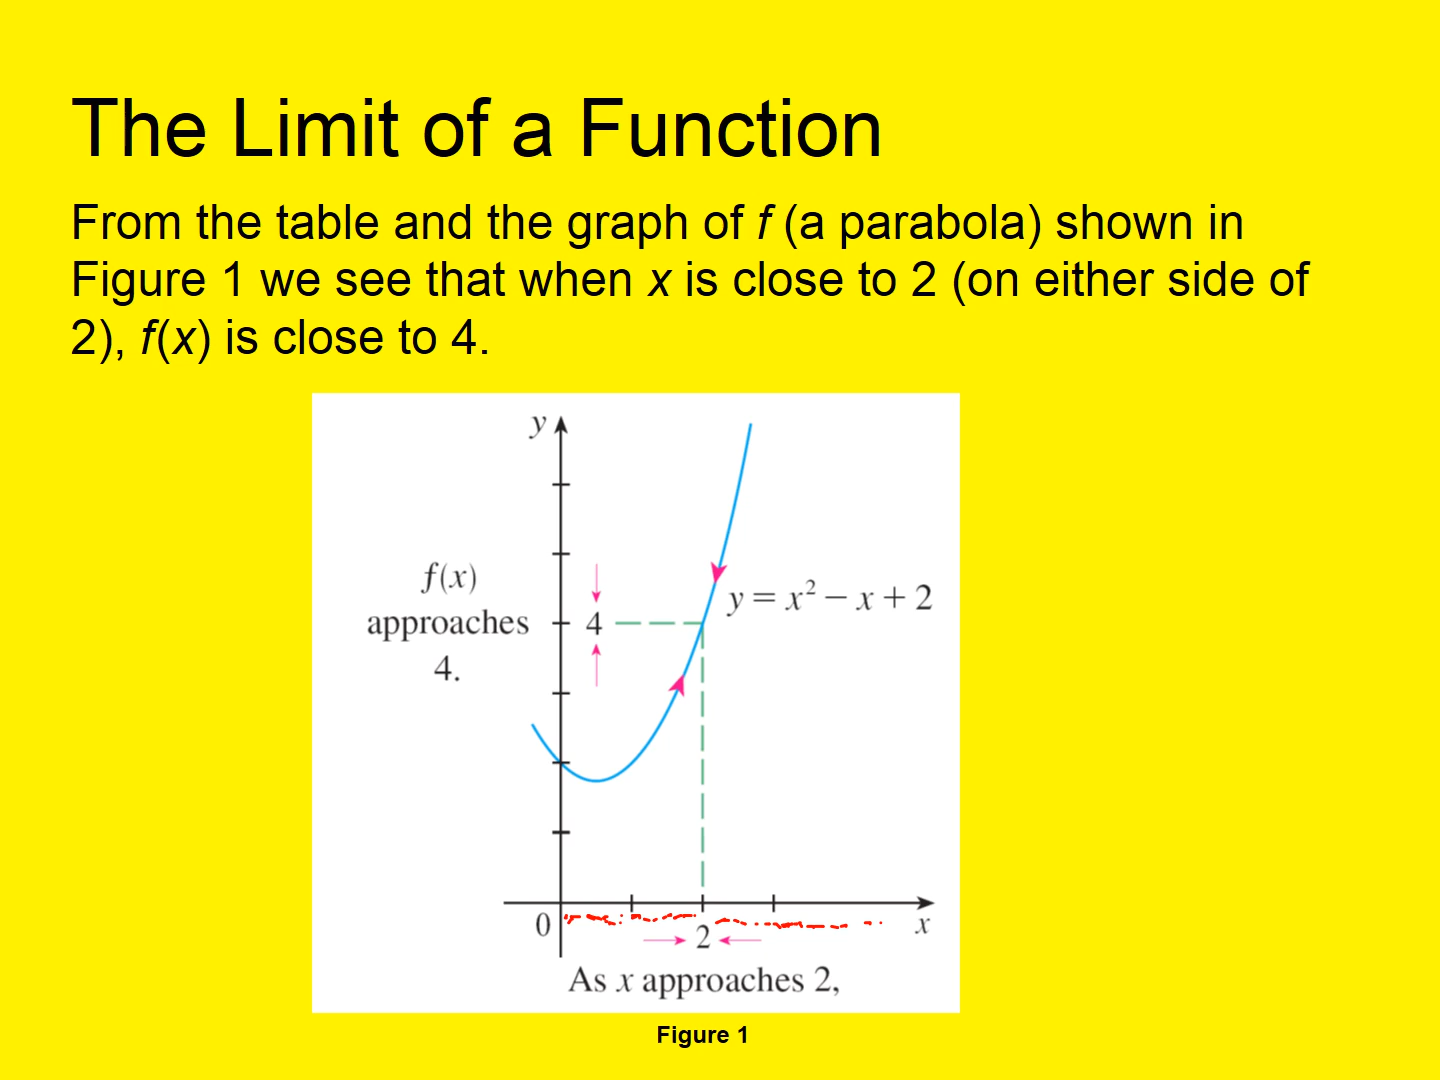 The Limit of a Function
From the table and the graph of f (a parabola) shown in
Figure 1 we see that when x is close to 2 (on either side of
2), f(x) is close to 4.
y
f(x)
approaches
4.
4
y = x² − x + 2
0
2
x
As x approaches 2,
Figure 1